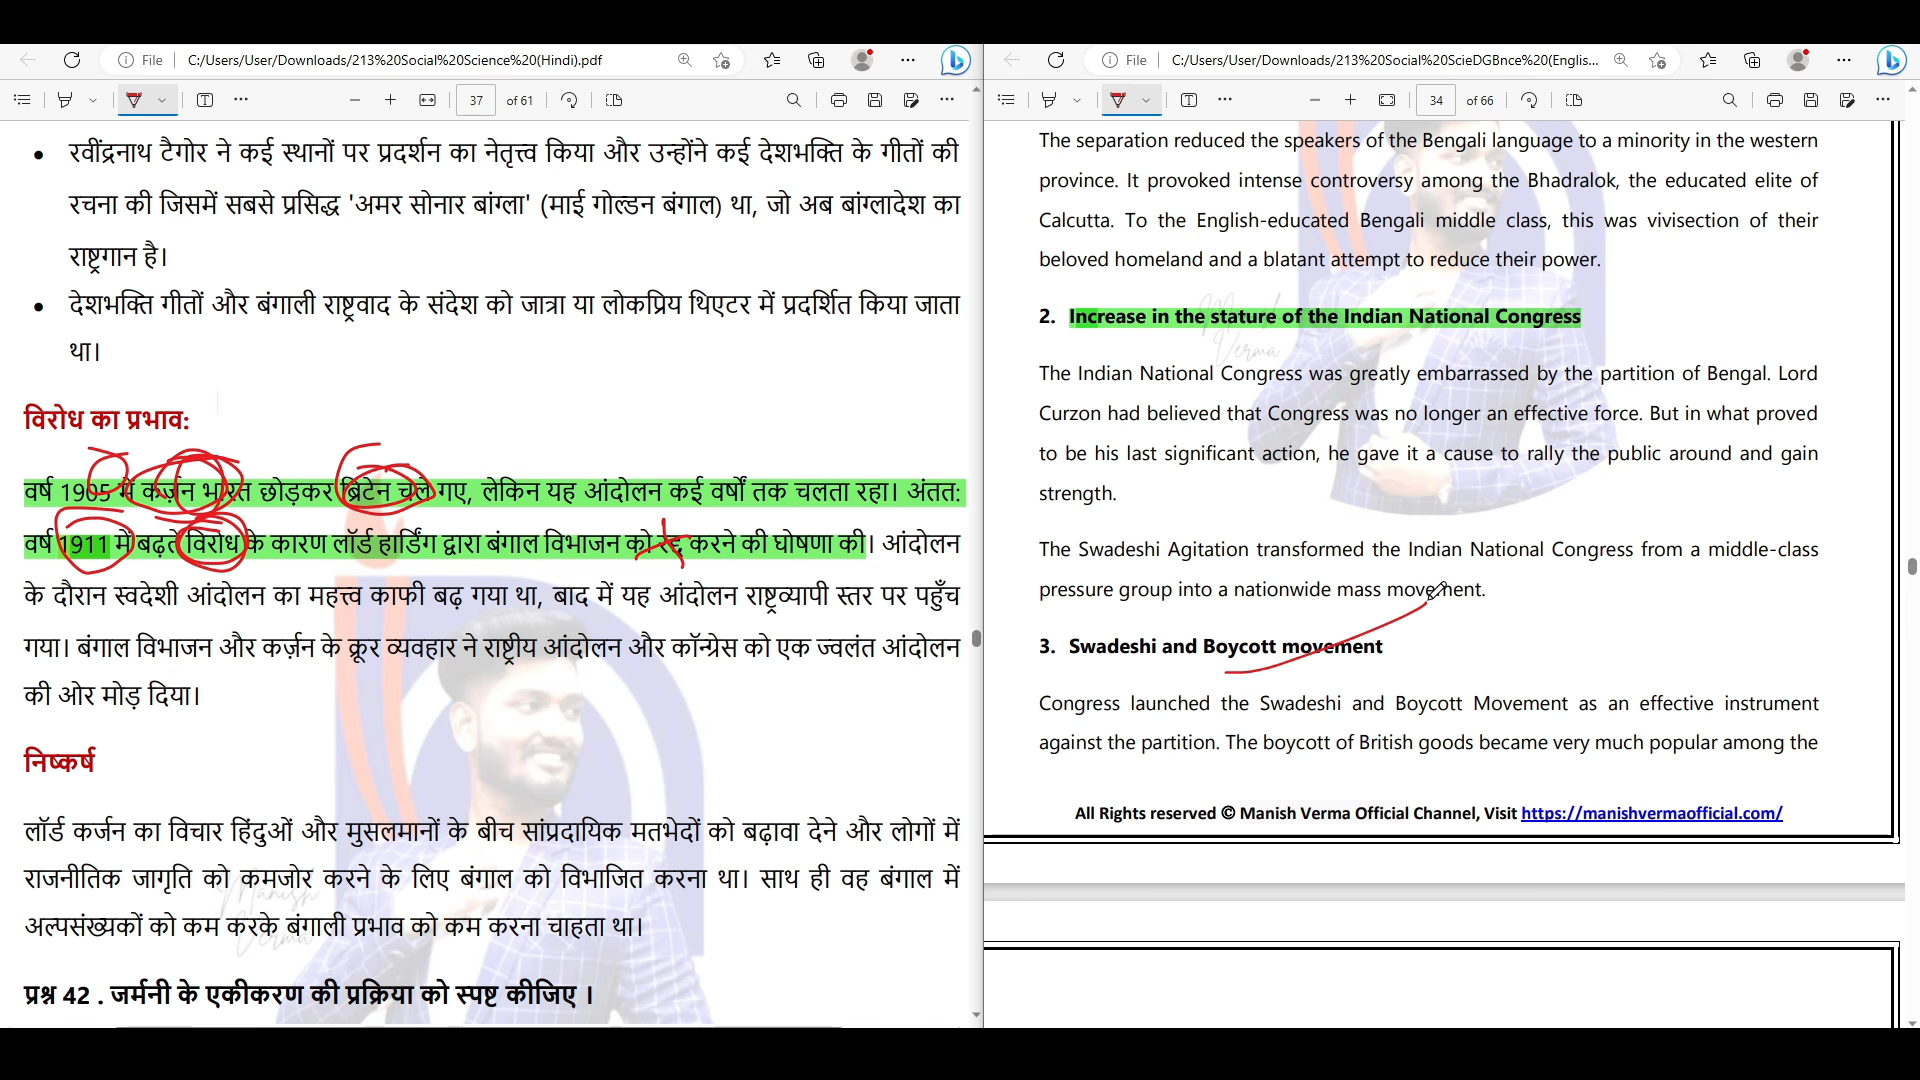 File
C:/Users/User/Downloads/213%20Social%20Science%20(Hindi).pdf
37 of 61
• रवींद्रनाथ टैगोर ने कई स्थानों पर प्रदर्शन का नेतृत्त्व किया और उन्होंने कई देशभक्ति के गीतों की
रचना की जिसमें सबसे प्रसिद्ध 'अमर सोनार बांग्ला' (माई गोल्डन बंगाल) था, जो अब बांग्लादेश का
राष्ट्रगान है।
• देशभक्ति गीतों और बंगाली राष्ट्रवाद के संदेश को जात्रा या लोकप्रिय थिएटर में प्रदर्शित किया जाता
था।
विरोध का प्रभाव:
वर्ष 1905 में कर्ज़न भारत छोड़कर ब्रिटेन चले गए, लेकिन यह आंदोलन कई वर्षों तक चलता रहा। अंतत:
वर्ष 1911 में बढ़ते विरोध के कारण लॉर्ड हार्डिंग द्वारा बंगाल विभाजन को रद्द करने की घोषणा की। आंदोलन
के दौरान स्वदेशी आंदोलन का महत्त्व काफी बढ़ गया था, बाद में यह आंदोलन राष्ट्रव्यापी स्तर पर पहुँच
गया। बंगाल विभाजन और कर्ज़न के क्रूर व्यवहार ने राष्ट्रीय आंदोलन और कॉन्ग्रेस को एक ज्वलंत आंदोलन
की ओर मोड़ दिया।
निष्कर्ष
लॉर्ड कर्जन का विचार हिंदुओं और मुसलमानों के बीच सांप्रदायिक मतभेदों को बढ़ावा देने और लोगों में
राजनीतिक जागृति को कमजोर करने के लिए बंगाल को विभाजित करना था। साथ ही वह बंगाल में
अल्पसंख्यकों को कम करके बंगाली प्रभाव को कम करना चाहता था।
प्रश्न 42 . जर्मनी के एकीकरण की प्रक्रिया को स्पष्ट कीजिए ।
Manish
Verma
File
C:/Users/User/Downloads/213%20Social%20ScieDGBnce%20(Englis...
34 of 66
The separation reduced the speakers of the Bengali language to a minority in the western
province. It provoked intense controversy among the Bhadralok, the educated elite of
Calcutta. To the English-educated Bengali middle class, this was vivisection of their
beloved homeland and a blatant attempt to reduce their power.
2. Increase in the stature of the Indian National Congress
The Indian National Congress was greatly embarrassed by the partition of Bengal. Lord
Curzon had believed that Congress was no longer an effective force. But in what proved
to be his last significant action, he gave it a cause to rally the public around and gain
strength.
The Swadeshi Agitation transformed the Indian National Congress from a middle-class
pressure group into a nationwide mass movement.
3. Swadeshi and Boycott movement
Congress launched the Swadeshi and Boycott Movement as an effective instrument
against the partition. The boycott of British goods became very much popular among the
All Rights reserved © Manish Verma Official Channel, Visit https://manishvermaofficial.com/
Verma